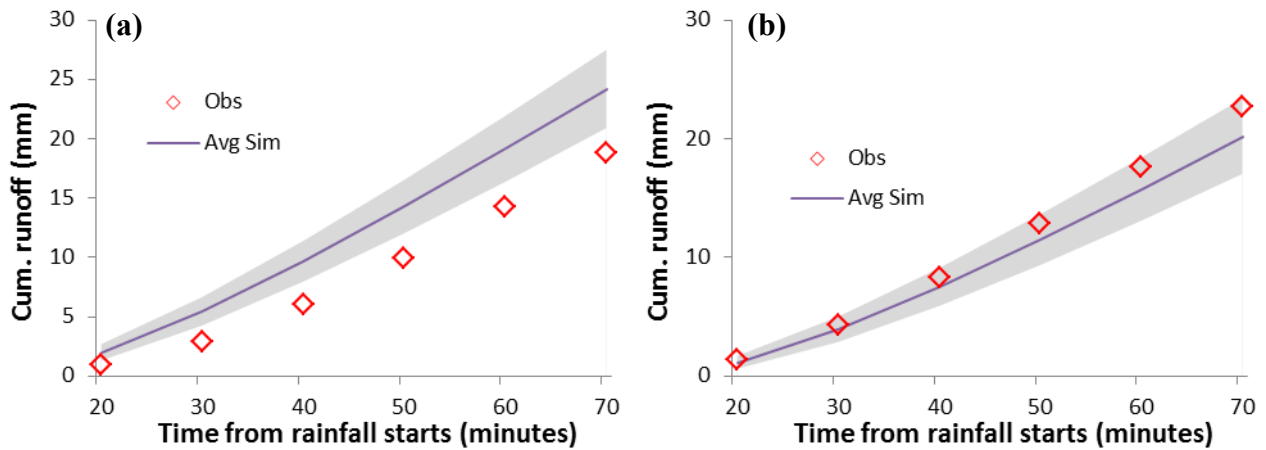 (a)
Cum. runoff (mm)
30
25
20
15
10
5
0
Obs
Avg Sim
20 30 40 50 60 70
Time from rainfall starts (minutes)
(b)
Cum. runoff (mm)
30
20
10
0
Obs
Avg Sim
20 30 40 50 60 70
Time from rainfall starts (minutes)